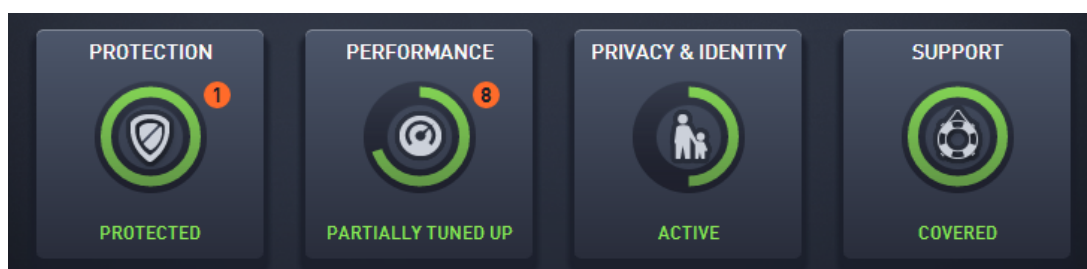 PROTECTION
1
PROTECTED
PERFORMANCE
8
PARTIALLY TUNED UP
PRIVACY & IDENTITY
ACTIVE
SUPPORT
COVERED